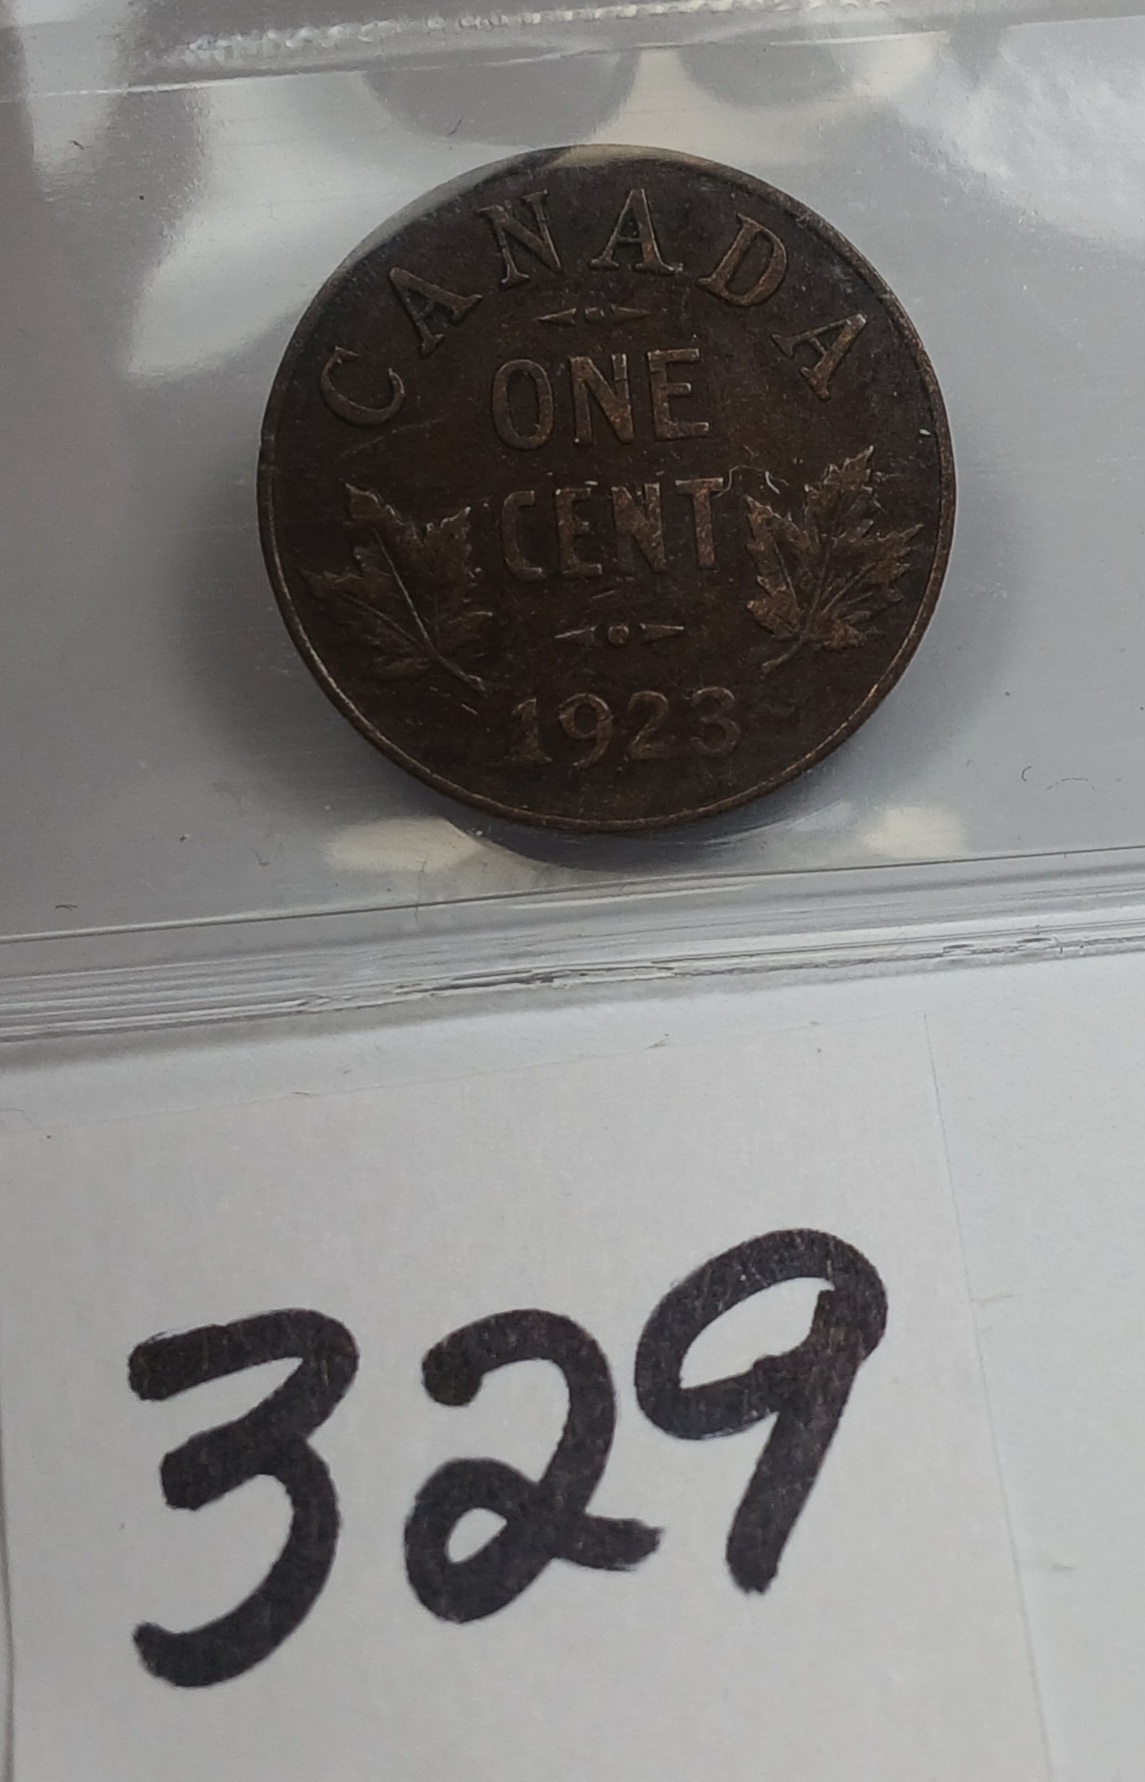 CANADA
ONE
CENT
1923
329